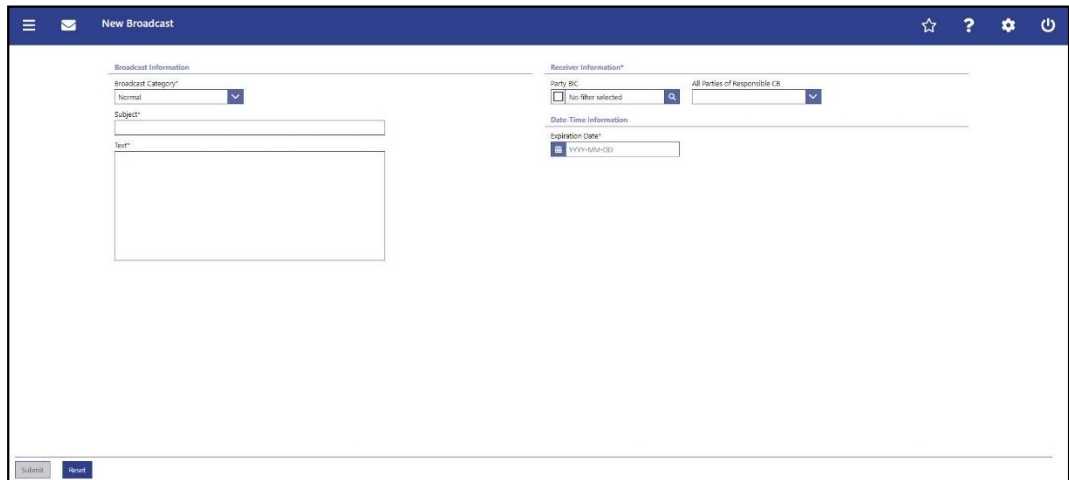 New Broadcast
?
Broadcast Information
Broadcast Category*
Normal
Subject*
Text*
Receiver Information*
Party BIC
No filter selected
All Parties of Responsible CB
Date-Time Information
Expiration Date*
YYYY-MM-DD
Submit
Reset